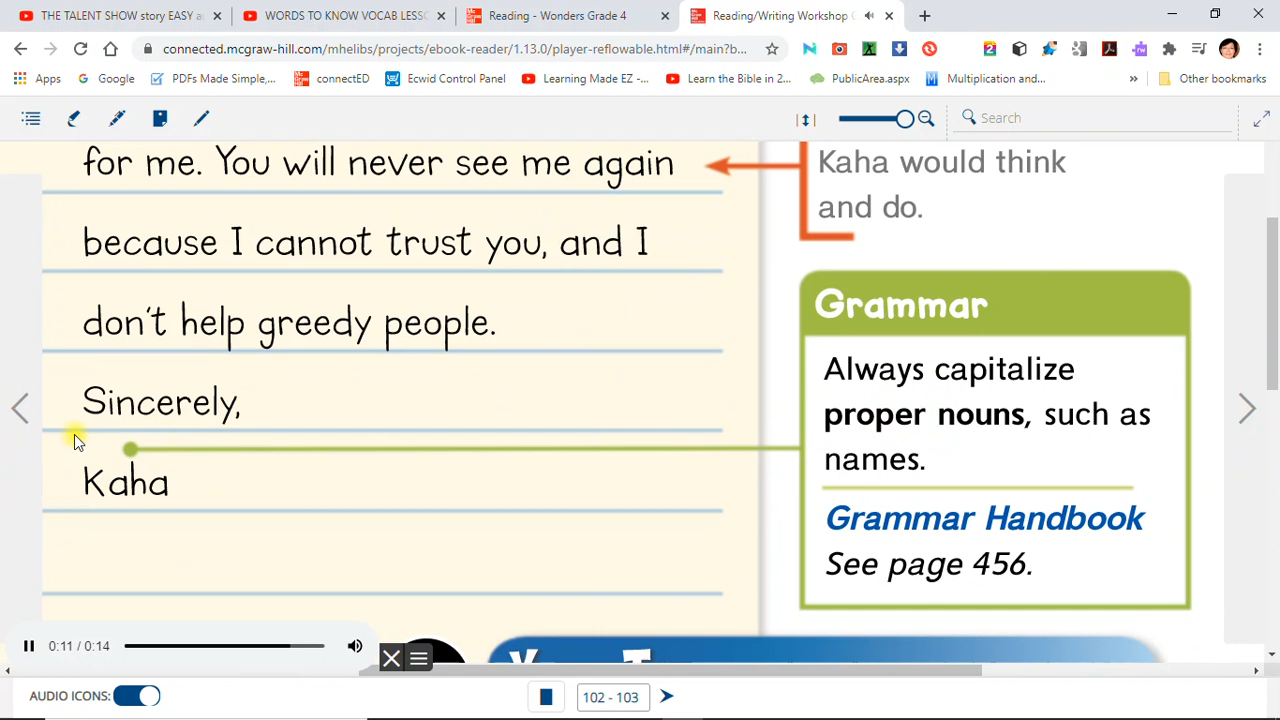 THE TALENT SHOW story EASY a
WORDS TO KNOW VOCAB LESS
Reading - Wonders Grade 4
Reading/Writing Workshop
connected.mcgraw-hill.com/mhelibs/projects/ebook-reader/1.13.0/player-reflowable.html#/main?b...
Apps
Google
PDFs Made Simple,...
connectED
Ecwid Control Panel
Learning Made EZ -...
Learn the Bible in 2...
PublicArea.aspx
Multiplication and...
»
Other bookmarks
Search
for me. You will never see me again
because I cannot trust you, and I
don't help greedy people.
Sincerely,
Kaha
Kaha would think
and do.
Grammar
Always capitalize
proper nouns, such as
names.
Grammar Handbook
See page 456.
0:11 / 0:14
AUDIO ICONS:
102 - 103